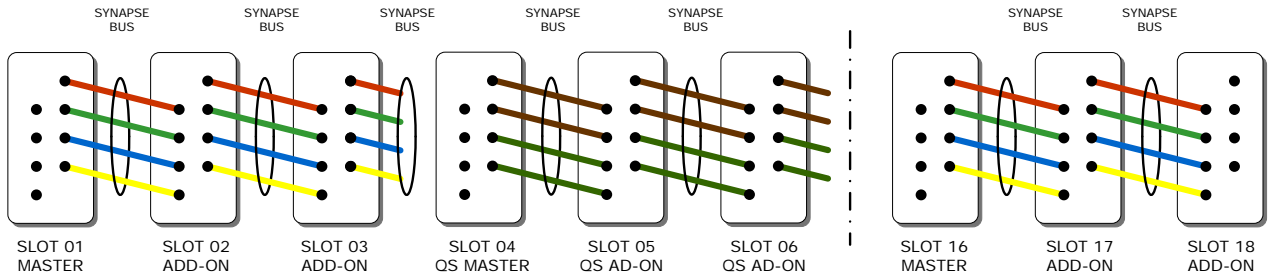 SYNAPSE
BUS
SYNAPSE
BUS
SYNAPSE
BUS
SYNAPSE
BUS
SYNAPSE
BUS
SYNAPSE
BUS
SYNAPSE
BUS
SLOT 01
MASTER
SLOT 02
ADD-ON
SLOT 03
ADD-ON
SLOT 04
QS MASTER
SLOT 05
QS AD-ON
SLOT 06
QS AD-ON
SLOT 16
MASTER
SLOT 17
ADD-ON
SLOT 18
ADD-ON